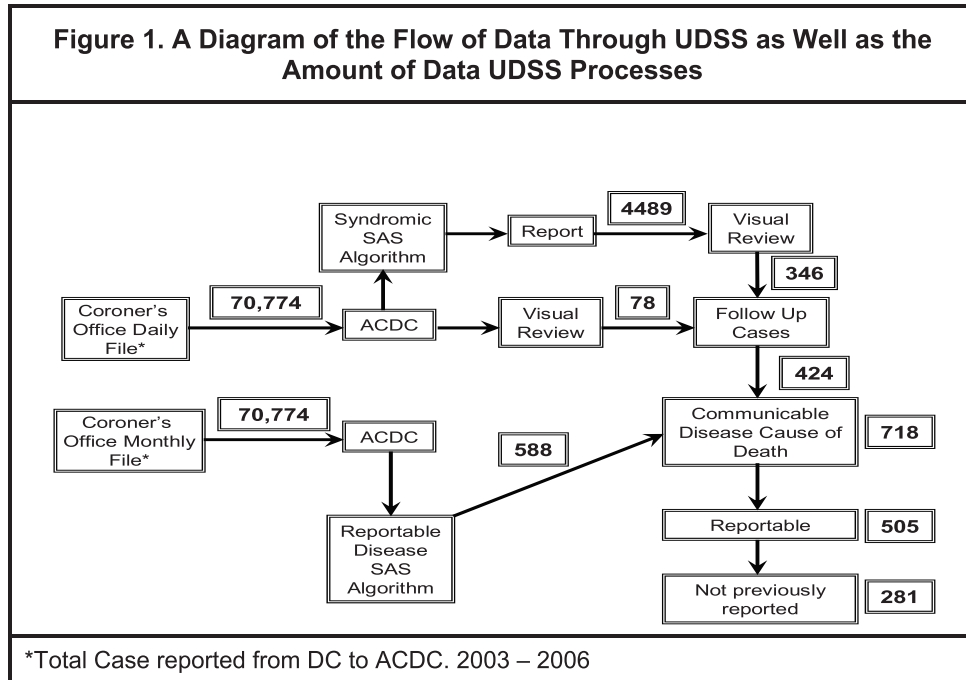 Figure 1. A Diagram of the Flow of Data Through UDSS as Well as the
Amount of Data UDSS Processes
Syndromic
SAS
Algorithm
Report
4489
Visual
Review
346
Coroner's
Office Daily
File*
70,774
ACDC
Visual
Review
78
Follow Up
Cases
424
Coroner's
Office Monthly
File*
70,774
ACDC
588
Communicable
Disease Cause of
Death
718
Reportable
Disease
SAS
Algorithm
Reportable
505
Not previously
reported
281
*Total Case reported from DC to ACDC. 2003 – 2006